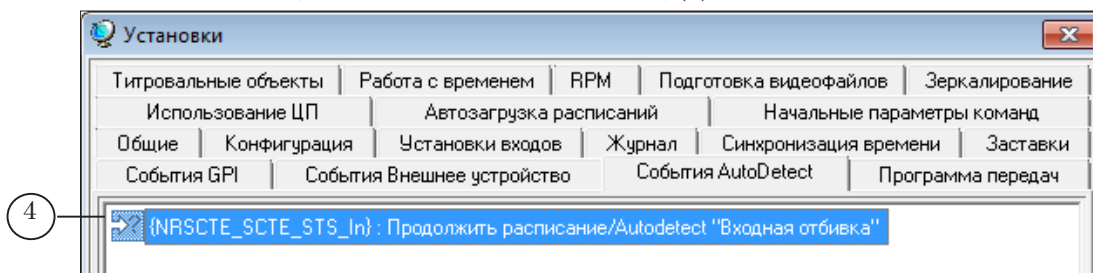 Установки
Титровальные объекты Работа с временем RPM Подготовка видеофайлов Зеркалирование
Использование ЦП Автозагрузка расписаний Начальные параметры команд
Общие Конфигурация Установки входов Журнал Синхронизация времени Заставки
События GPI События Внешнее устройство События AutoDetect Программа передач
4 {NRSCTE_SCTE_STS_In} : Продолжить расписание/Autodetect "Входная отбивка"